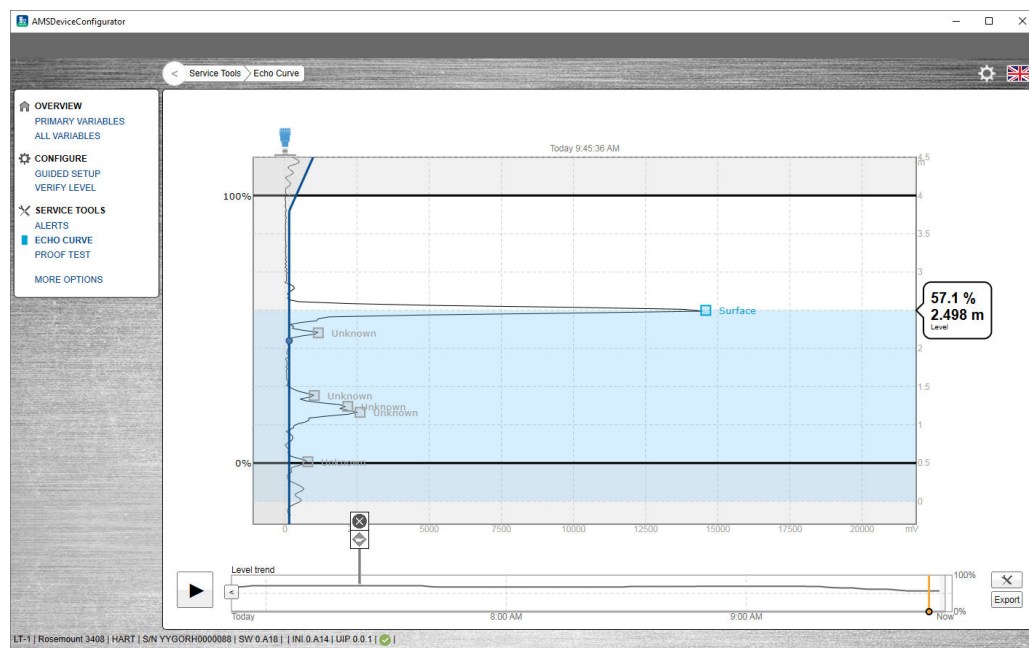 AMSDeviceConfigurator
< Service Tools Echo Curve
OVERVIEW
PRIMARY VARIABLES
ALL VARIABLES
CONFIGURE
GUIDED SETUP
VERIFY LEVEL
SERVICE TOOLS
ALERTS
ECHO CURVE
PROOF TEST
MORE OPTIONS
Today 9:45:36 AM
4.5
m
100%
4
3.5
3
Surface
57.1 %
2.498 m
Level
Unknown
2
Unknown
1.5
Unknown
Unknown
1
0%
Unknown
0.5
0
0 5000 7500 10000 12500 15000 17500 20000 mV
Level trend
100%
<
Export
0%
Today 8:00 AM 9:00 AM Now
LT-1 | Rosemount 3408 | HART | S/N YYGORH0000088 | SW 0.A18 | | INI 0.A14 | UIP 0.0.1 | |